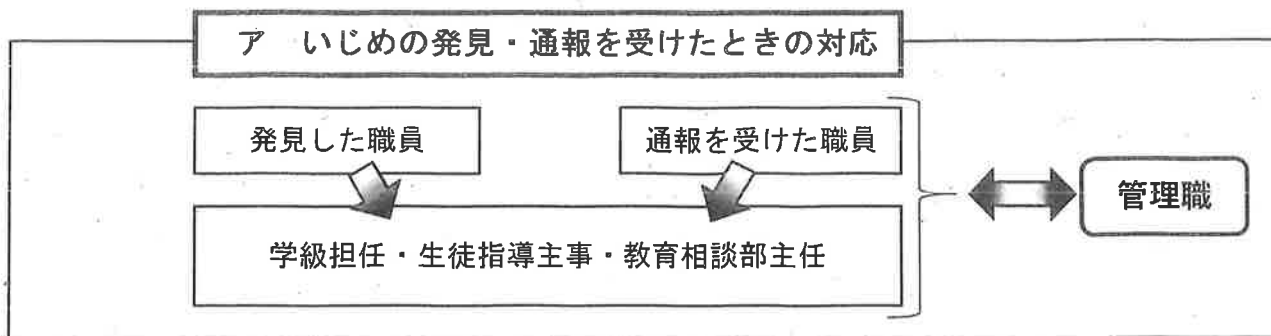 ア　いじめの発見・通報を受けたときの対応
発見した職員
通報を受けた職員
管理職
学級担任・生徒指導主事・教育相談部主任